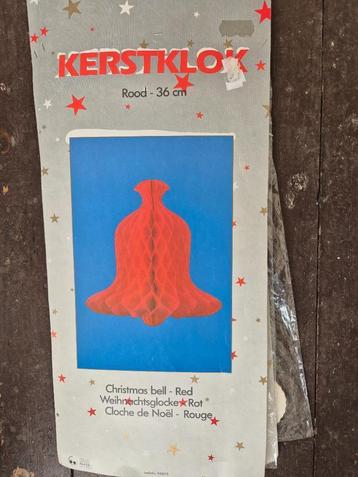 KERSTKLOK
Rood - 36 cm
Christmas bell - Red
Weihnachtsglocke - Rot
Cloche de Noël - Rouge